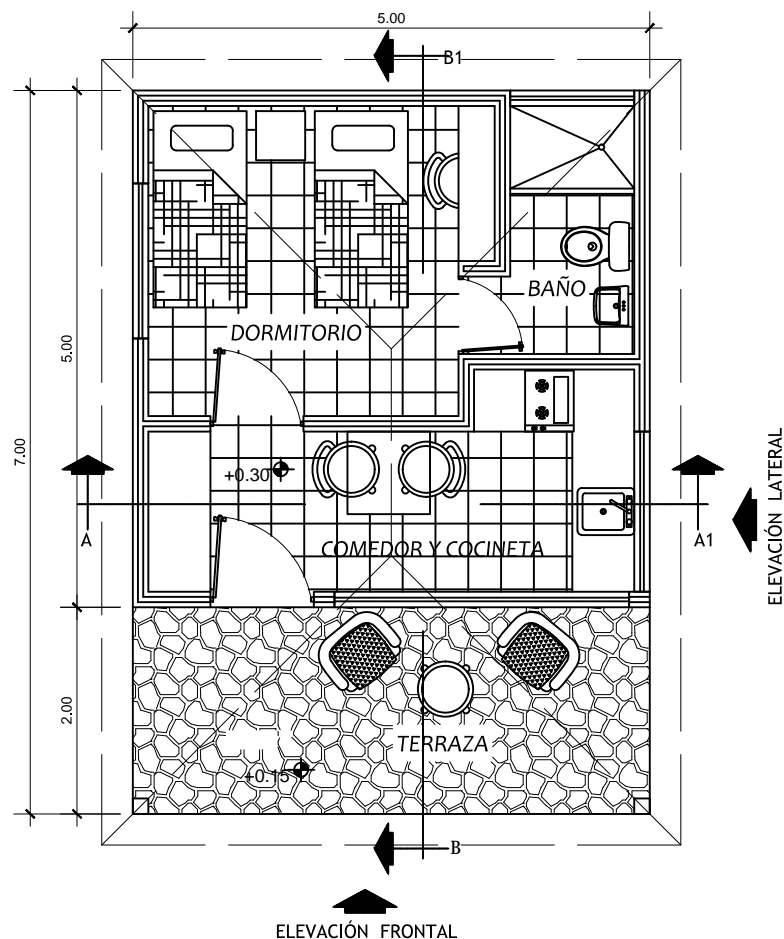 5.00
B1
DORMITORIO
BAÑO
5.00
7.00
+0.30
A
A1
COMEDOR Y COCINETA
ELEVACIÓN LATERAL
2.00
TERRAZA
+0.15
B
ELEVACIÓN FRONTAL